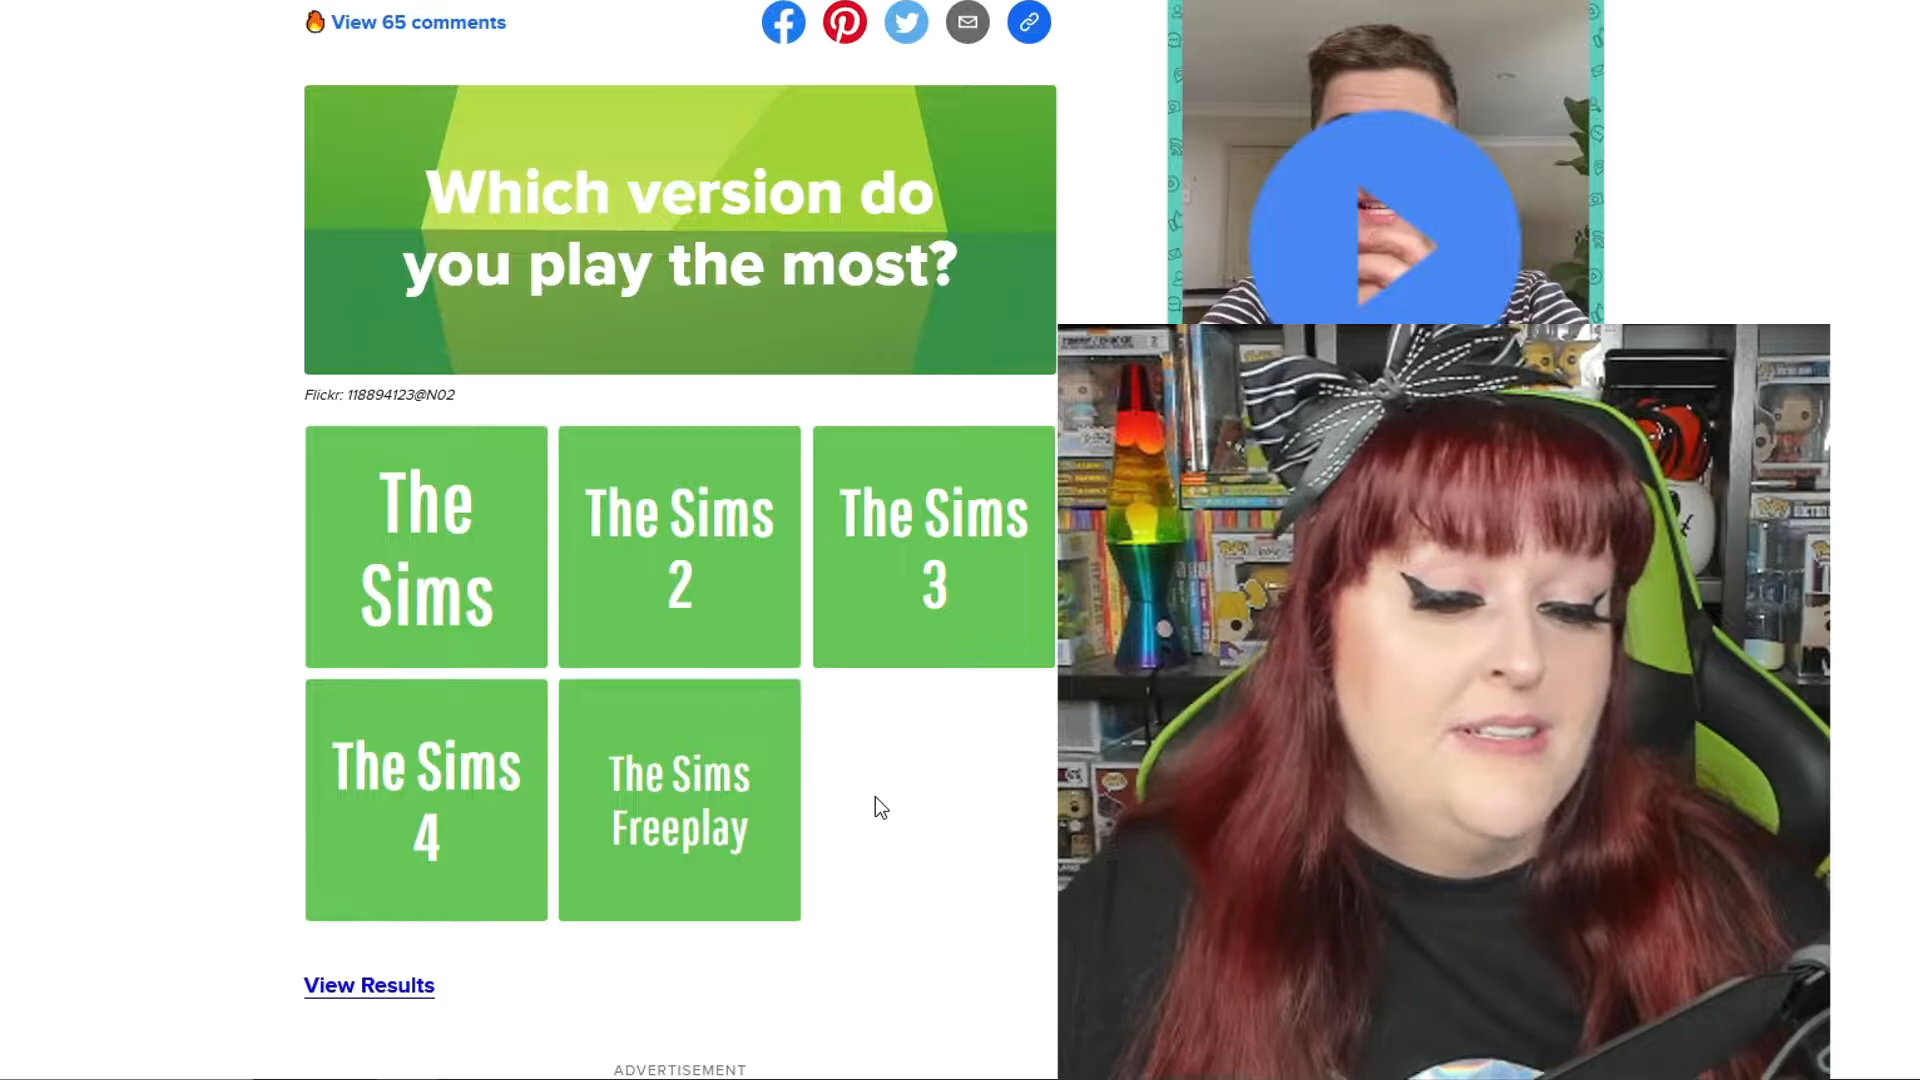 View 65 comments
Which version do
you play the most?
Flickr: 118894123@N02
The
Sims
The Sims
2
The Sims
3
The Sims
4
The Sims
Freeplay
View Results
ADVERTISEMENT